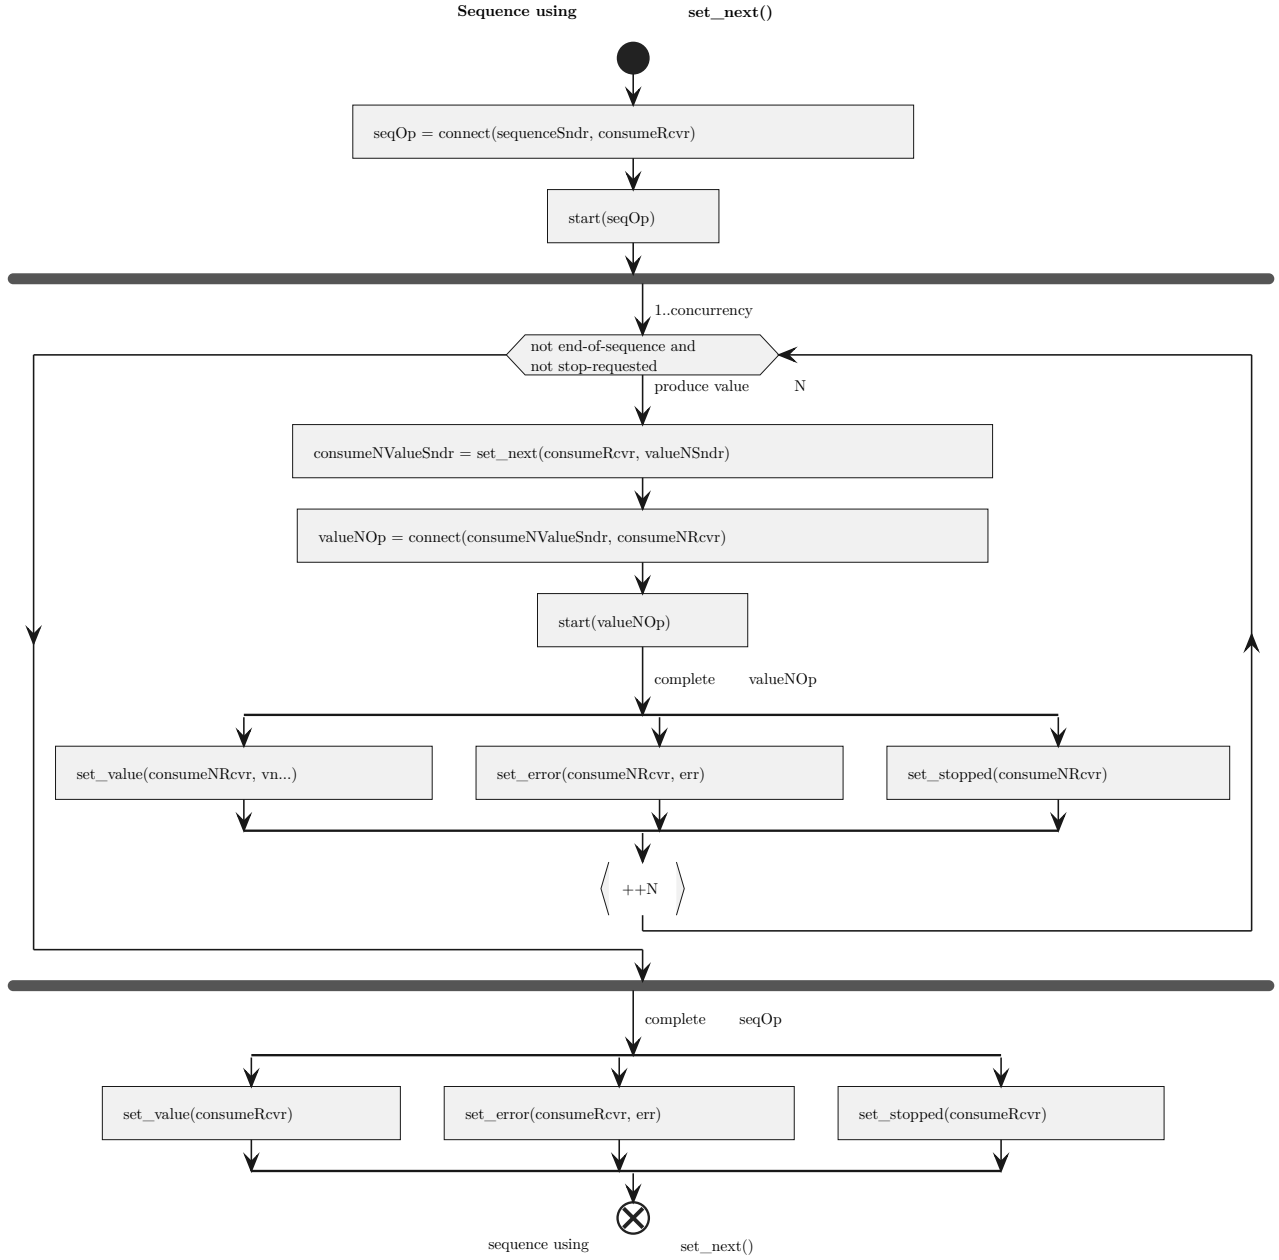 Sequence using set_next()
seqOp = connect(sequenceSndr, consumeRcvr)
start(seqOp)
1..concurrency
not end-of-sequence and
not stop-requested
produce value N
consumeNValueSndr = set_next(consumeRcvr, valueNSndr)
valueNOp = connect(consumeNValueSndr, consumeNRcvr)
start(valueNOp)
complete valueNOp
set_value(consumeNRcvr, vn...)
set_error(consumeNRcvr, err)
set_stopped(consumeNRcvr)
++N
complete seqOp
set_value(consumeRcvr)
set_error(consumeRcvr, err)
set_stopped(consumeRcvr)
sequence using set_next()